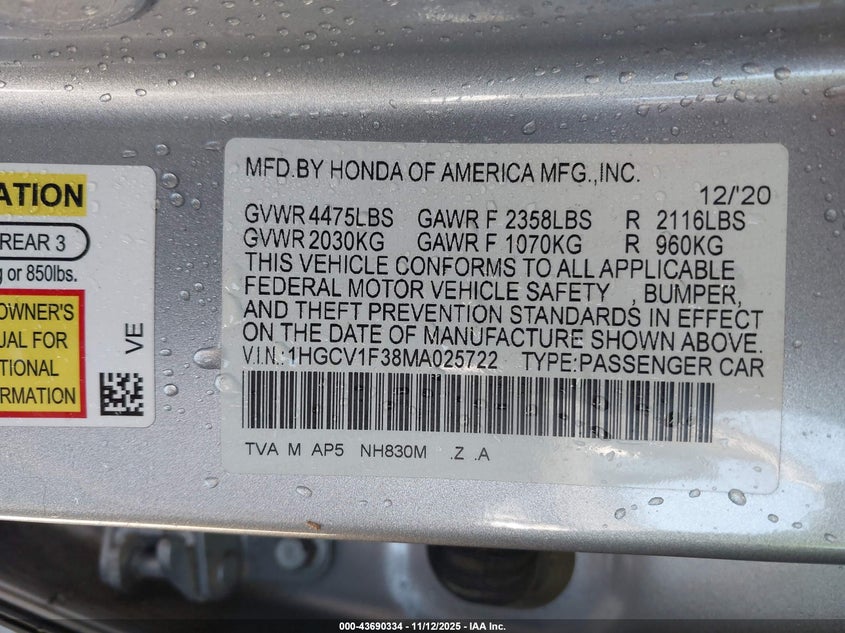 ATION
REAR 3
g or 850lbs.
OWNER'S
UAL FOR
TIONAL
ORMATION
VE
MFD.BY HONDA OF AMERICA MFG.,INC.
12/'20
GVWR 4475LBS GAWR F 2358LBS R 2116LBS
GVWR 2030KG GAWR F 1070KG R 960KG
THIS VEHICLE CONFORMS TO ALL APPLICABLE
FEDERAL MOTOR VEHICLE SAFETY , BUMPER,
AND THEFT PREVENTION STANDARDS IN EFFECT
ON THE DATE OF MANUFACTURE SHOWN ABOVE.
V.I.N.:1HGCV1F38MA025722 TYPE:PASSENGER CAR
TVA M AP5 NH830M .Z .A
000-43690334 - 11/12/2025 - IAA Inc.